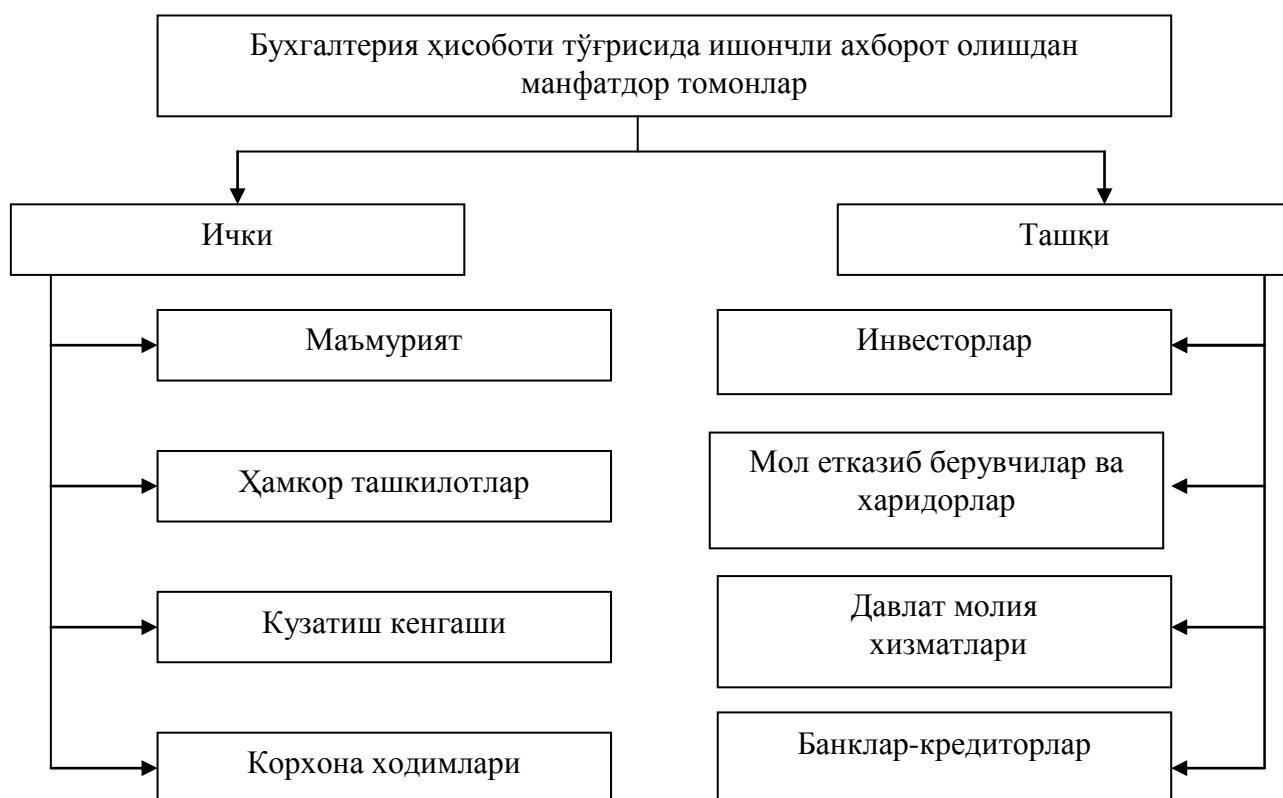 Бухгалтерия ҳисоботи тўғрисида ишончли ахборот олишдан
манфатдор томонлар
Ички
Ташқи
Маъмурият
Инвесторлар
Ҳамкор ташкилотлар
Мол етказиб берувчилар ва
харидорлар
Кузатиш кенгаши
Давлат молия
хизматлари
Корхона ходимлари
Банклар-кредиторлар